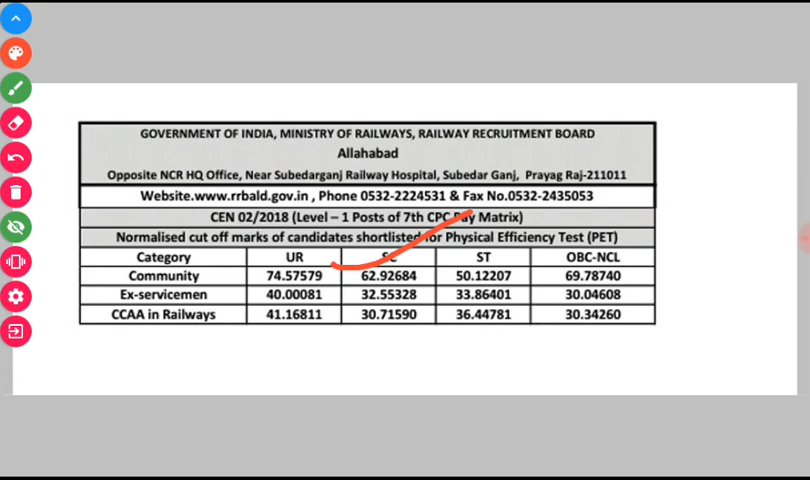 GOVERNMENT OF INDIA, MINISTRY OF RAILWAYS, RAILWAY RECRUITMENT BOARD
Allahabad
Opposite NCR HQ Office, Near Subedarganj Railway Hospital, Subedar Ganj, Prayag Raj-211011
Website.www.rrbald.gov.in , Phone 0532-2224531 & Fax No.0532-2435053
CEN 02/2018 (Level – 1 Posts of 7th CPC Pay Matrix)
Normalised cut off marks of candidates shortlisted for Physical Efficiency Test (PET)
Category UR SC ST OBC-NCL
Community 74.57579 62.92684 50.12207 69.78740
Ex-servicemen 40.00081 32.55328 33.86401 30.04608
CCAA in Railways 41.16811 30.71590 36.44781 30.34260